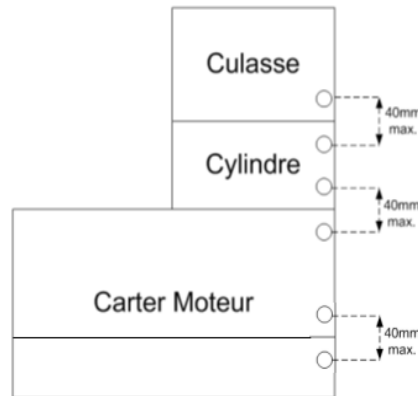 Culasse
40mm
max.
Cylindre
40mm
max.
Carter Moteur
40mm
max.